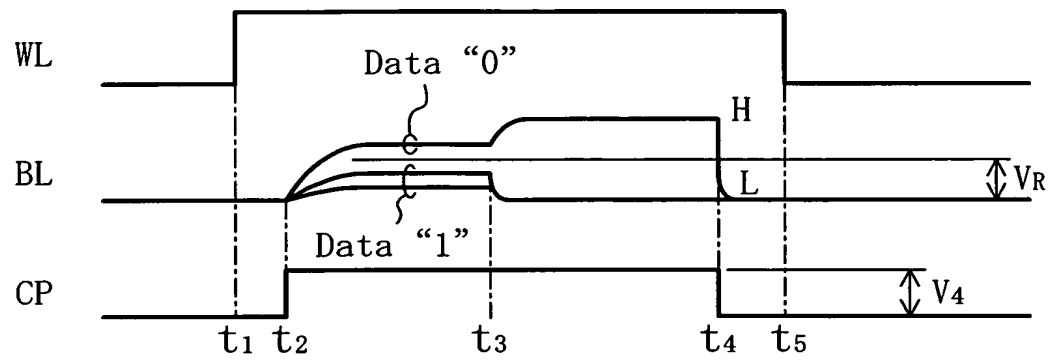 WL
Data “0”
H
BL
L
VR
Data “1”
CP
V4
t1 t2 t3 t4 t5